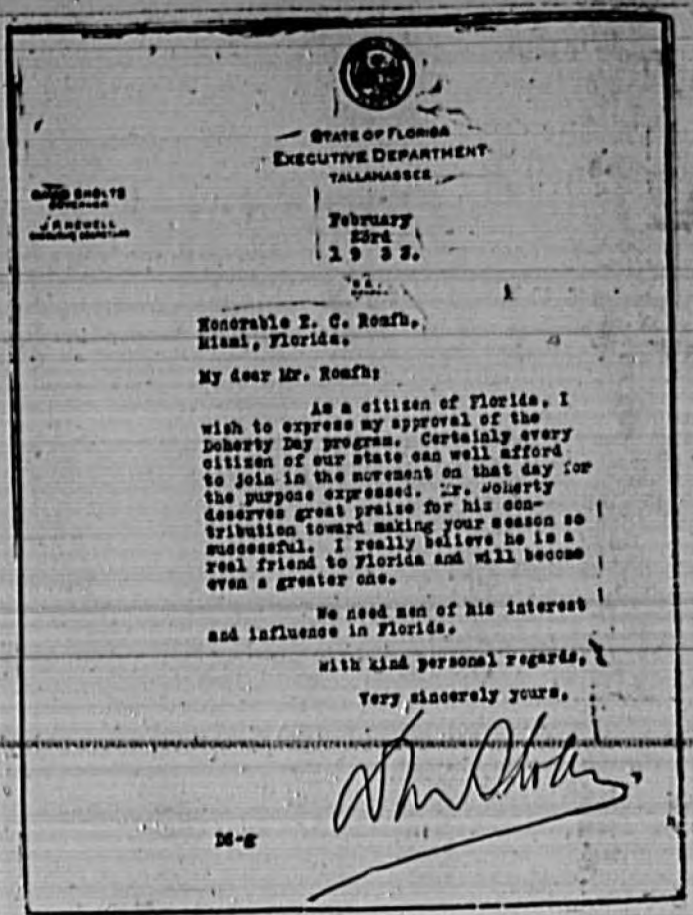 STATE OF FLORIDA
EXECUTIVE DEPARTMENT
TALLAHASSEE
DAVID SHOLTZ
GOVERNOR
J P NEWELL
February
23rd
1 9 3 3.
Honorable E. C. Romfh,
Miami, Florida.
My dear Mr. Romfh:
As a citizen of Florida, I
wish to express my approval of the
Doherty Day program. Certainly every
citizen of our state can well afford
to join in the movement on that day for
the purpose expressed. Mr. Doherty
deserves great praise for his con-
tribution toward making your season so
successful. I really believe he is a
real friend to Florida and will become
even a greater one.
We need men of his interest
and influence in Florida.
With kind personal regards,
Very sincerely yours,
DS-g